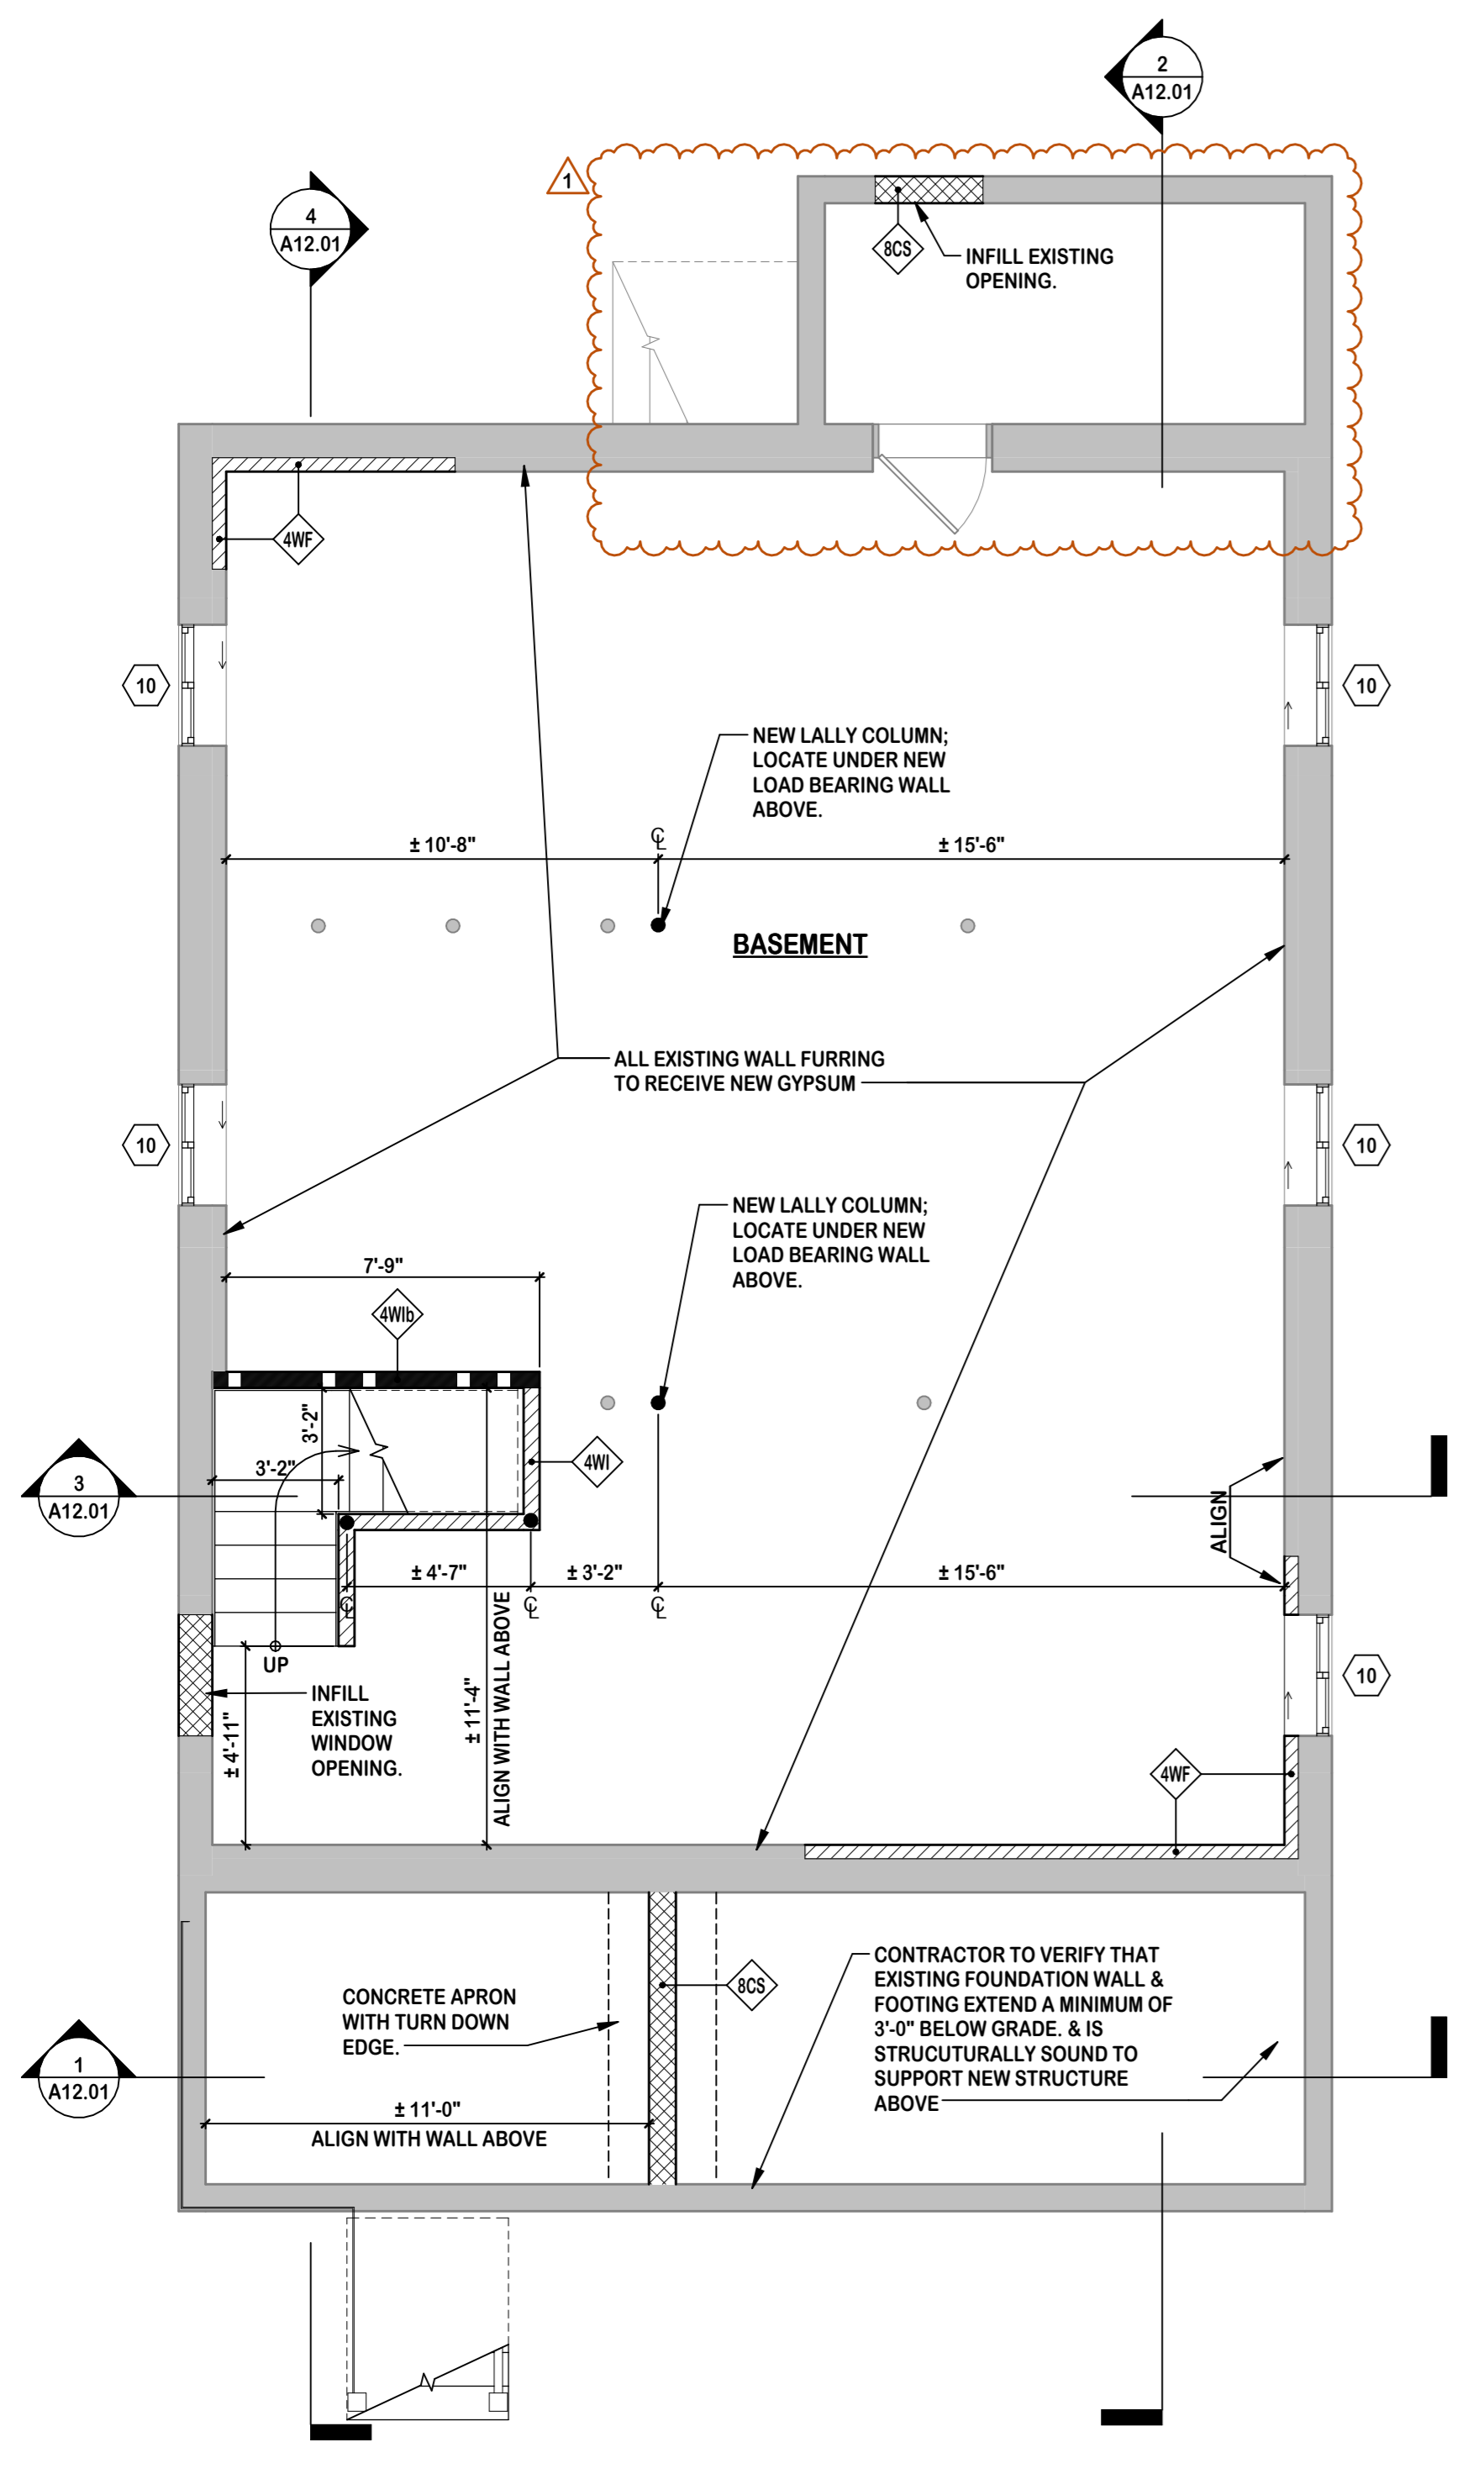 2
A12.01
1
4
A12.01
8CS
INFILL EXISTING
OPENING.
4WF
10
10
NEW LALLY COLUMN;
LOCATE UNDER NEW
LOAD BEARING WALL
ABOVE.
± 10'-8"
℄
± 15'-6"
BASEMENT
ALL EXISTING WALL FURRING
TO RECEIVE NEW GYPSUM
10
10
NEW LALLY COLUMN;
LOCATE UNDER NEW
LOAD BEARING WALL
ABOVE.
7'-9"
4WIb
3'-2"
3'-2"
4WI
3
A12.01
ALIGN
± 4'-7"
± 3'-2"
± 15'-6"
℄
℄
℄
UP
INFILL
EXISTING
WINDOW
OPENING.
± 4'-11"
± 11'-4"
ALIGN WITH WALL ABOVE
10
4WF
CONCRETE APRON
WITH TURN DOWN
EDGE.
8CS
CONTRACTOR TO VERIFY THAT
EXISTING FOUNDATION WALL &
FOOTING EXTEND A MINIMUM OF
3'-0" BELOW GRADE. & IS
STRUCUTURALLY SOUND TO
SUPPORT NEW STRUCTURE
ABOVE
1
A12.01
± 11'-0"
ALIGN WITH WALL ABOVE